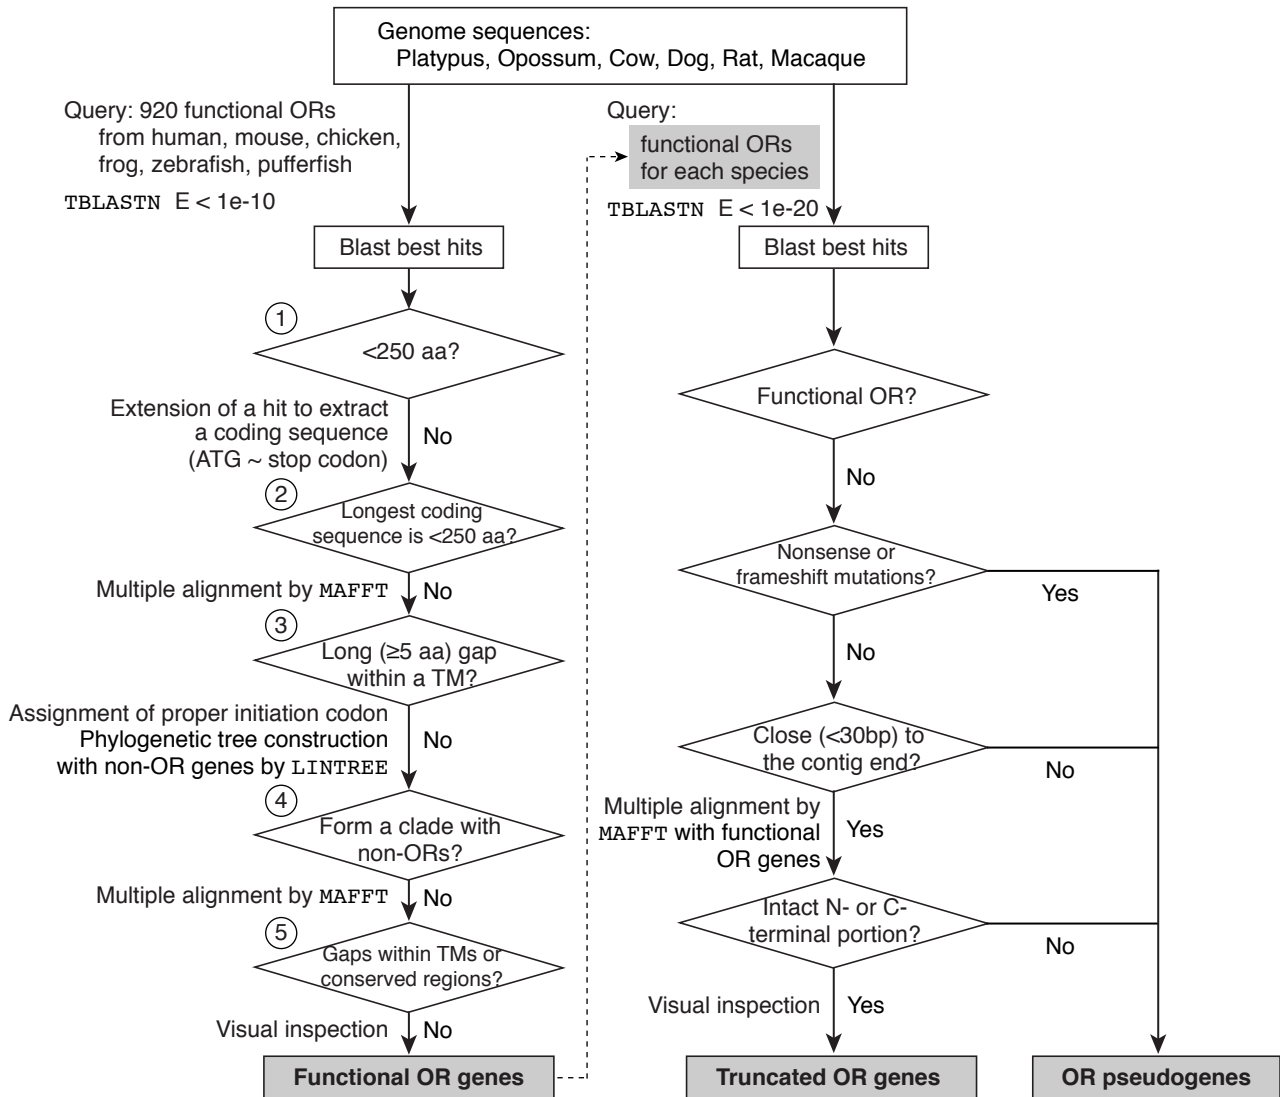 Genome sequences:
Platypus, Opossum, Cow, Dog, Rat, Macaque
Query: 920 functional ORs
from human, mouse, chicken,
frog, zebrafish, pufferfish
TBLASTN E < 1e-10
Blast best hits
1
<250 aa?
Extension of a hit to extract
a coding sequence
(ATG ~ stop codon)
No
2
Longest coding
sequence is <250 aa?
Multiple alignment by MAFFT
No
3
Long (≥5 aa) gap
within a TM?
Assignment of proper initiation codon
Phylogenetic tree construction
with non-OR genes by LINTREE
No
4
Form a clade with
non-ORs?
Multiple alignment by MAFFT
No
5
Gaps within TMs or
conserved regions?
Visual inspection
No
Functional OR genes
Query:
functional ORs
for each species
TBLASTN E < 1e-20
Blast best hits
Functional OR?
No
Nonsense or
frameshift mutations?
Yes
No
Close (<30bp) to
the contig end?
No
Multiple alignment by
MAFFT with functional
OR genes
Yes
Intact N- or C-
terminal portion?
No
Visual inspection
Yes
Truncated OR genes
OR pseudogenes